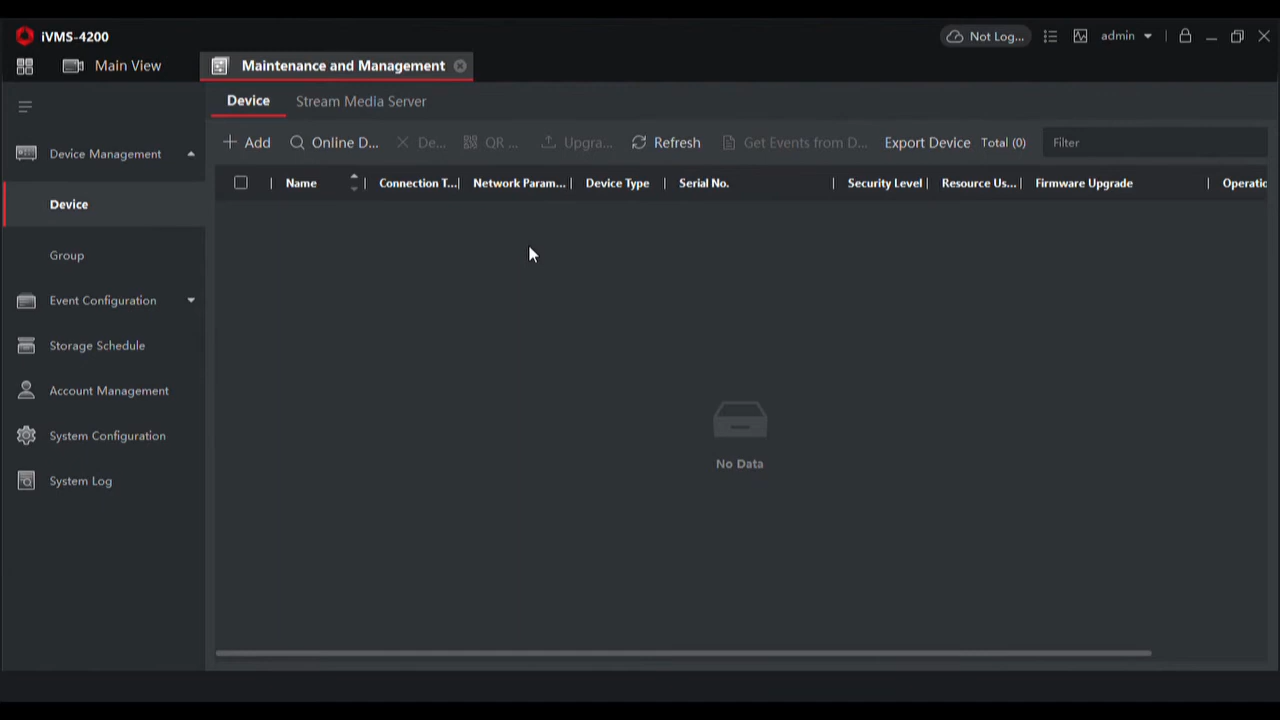 iVMS-4200
Not Log...
admin
Main View
Maintenance and Management
Device
Stream Media Server
Add
Online D...
De...
QR ...
Upgra...
Refresh
Get Events from D...
Export Device
Total (0)
Filter
Name
Connection T...
Network Param...
Device Type
Serial No.
Security Level
Resource Us...
Firmware Upgrade
Operatio
Device Management
Device
Group
Event Configuration
Storage Schedule
Account Management
System Configuration
System Log
No Data